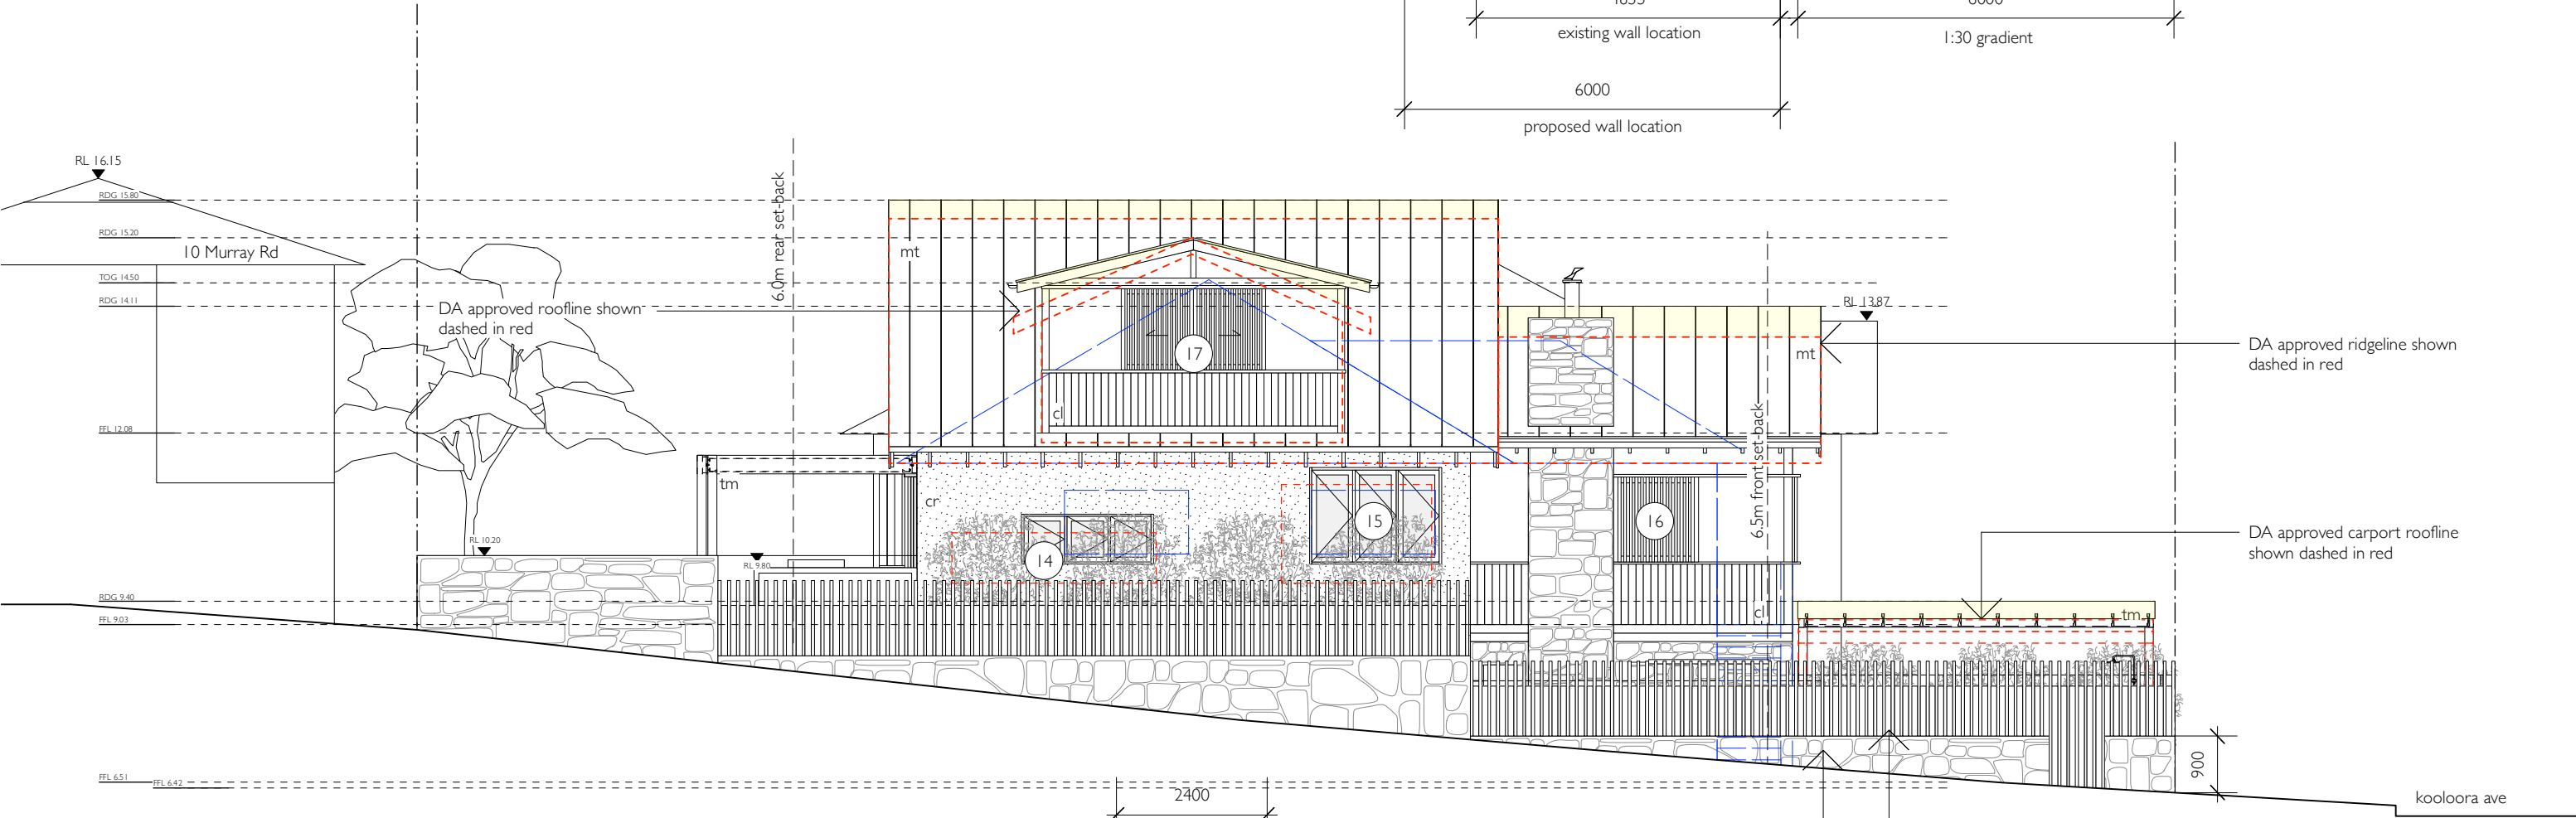 existing wall location
1:30 gradient
6000
proposed wall location
RL 16.15
RDG 15.80
RDG 15.20
10 Murray Rd
TOG 14.50
RDG 14.11
DA approved roofline shown
dashed in red
6.0m rear set-back
mt
17
cl
RL 13.87
mt
DA approved ridgeline shown
dashed in red
FFL 12.08
6.5m front set-back
tm
cr
14
15
16
RL 10.20
RL 9.80
DA approved carport roofline
shown dashed in red
RDG 9.40
FFL 9.03
cl
tm
FFL 6.51
FFL 6.42
2400
900
kooloora ave